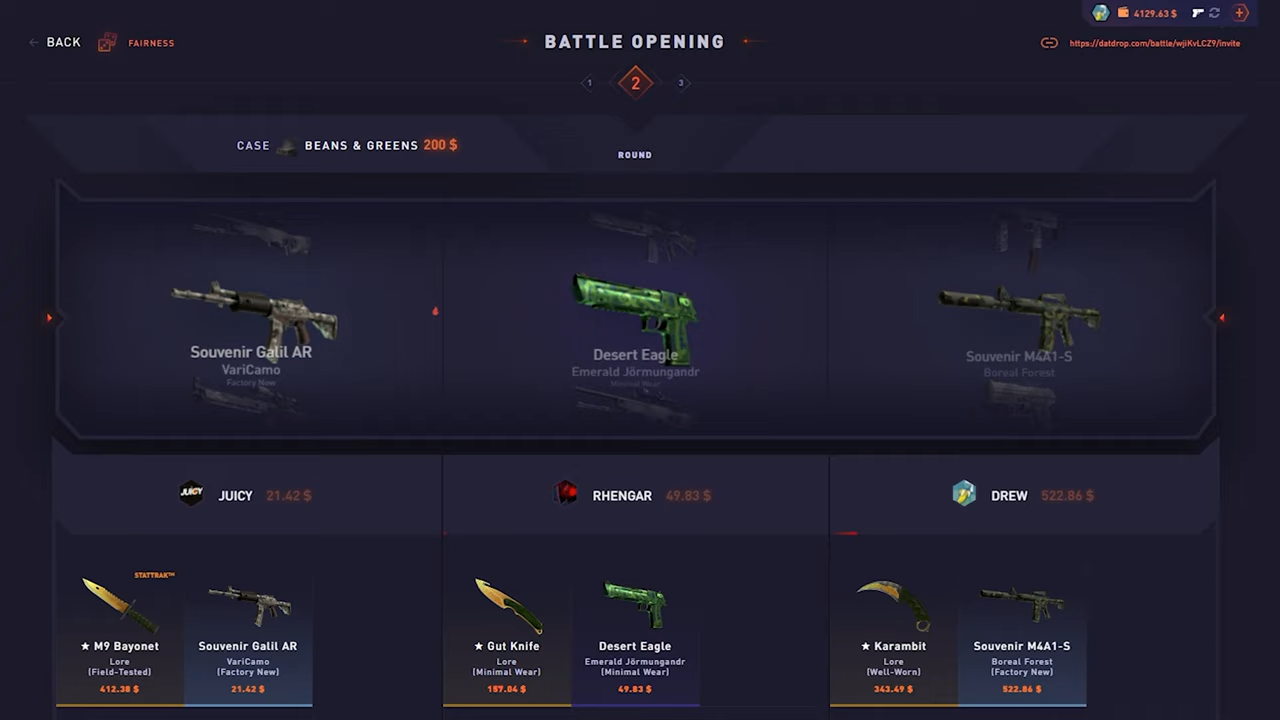 4129.63 $
← BACK
FAIRNESS
BATTLE OPENING
https://datdrop.com/battle/wjiKvLCZ9/invite
1
2
3
CASE BEANS & GREENS 200 $
ROUND
Souvenir Galil AR
VariCamo
Factory New
Desert Eagle
Emerald Jörmungandr
Minimal Wear
Souvenir M4A1-S
Boreal Forest
Factory New
JUICY
JUICY 21.42 $
RHENGAR 49.83 $
DREW 522.86 $
STATTRAK™
★ M9 Bayonet
Lore
(Field-Tested)
412.38 $
Souvenir Galil AR
VariCamo
(Factory New)
21.42 $
★ Gut Knife
Lore
(Minimal Wear)
157.04 $
Desert Eagle
Emerald Jörmungandr
(Minimal Wear)
49.83 $
★ Karambit
Lore
(Well-Worn)
343.49 $
Souvenir M4A1-S
Boreal Forest
(Factory New)
522.86 $